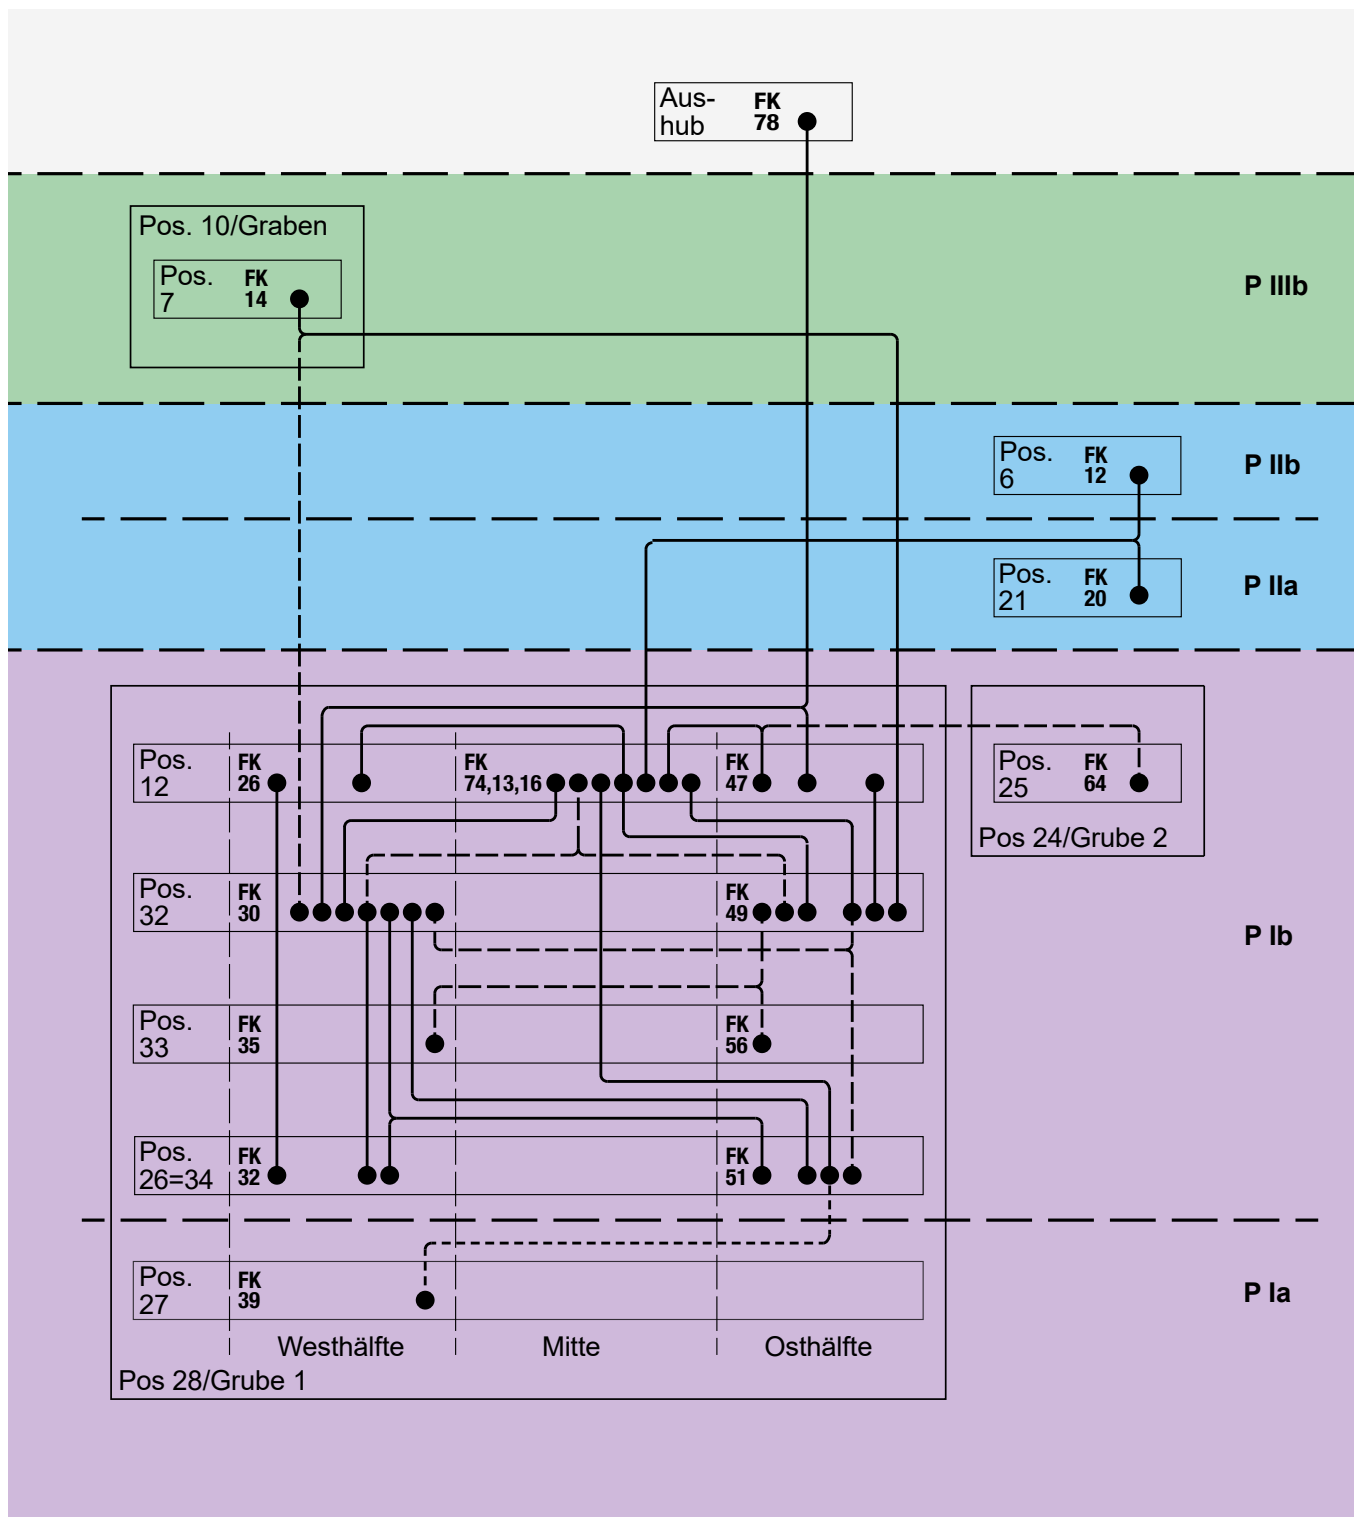 Aus-
hub
FK
78
Pos. 10/Graben
Pos.
7
FK
14
P IIIb
Pos.
6
FK
12
P IIb
Pos.
21
FK
20
P IIa
Pos.
12
FK
26
FK
74,13,16
FK
47
Pos.
25
FK
64
Pos 24/Grube 2
Pos.
32
FK
30
FK
49
P Ib
Pos.
33
FK
35
FK
56
Pos.
26=34
FK
32
FK
51
Pos.
27
FK
39
P Ia
Westhälfte
Mitte
Osthälfte
Pos 28/Grube 1